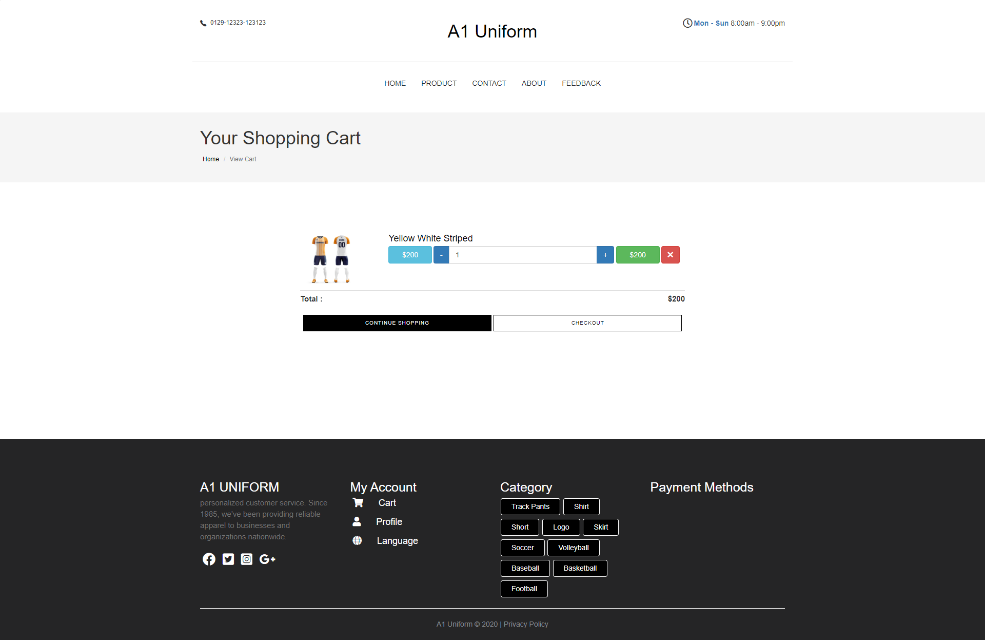 0129-12323-123123
A1 Uniform
Mon - Sun 8:00am - 9:00pm
HOME PRODUCT CONTACT ABOUT FEEDBACK
Your Shopping Cart
Home / View Cart
Yellow White Striped
$200 - 1 + $200 ×
00
Total : $200
CONTINUE SHOPPING CHECKOUT
A1 UNIFORM
personalized customer service. Since
1985, we've been providing reliable
apparel to businesses and
organizations nationwide
My Account
Cart
Profile
Language
Category
Track Pants Shirt
Short Logo Skirt
Soccer Volleyball
Baseball Basketball
Football
Payment Methods
A1 Uniform © 2020 | Privacy Policy